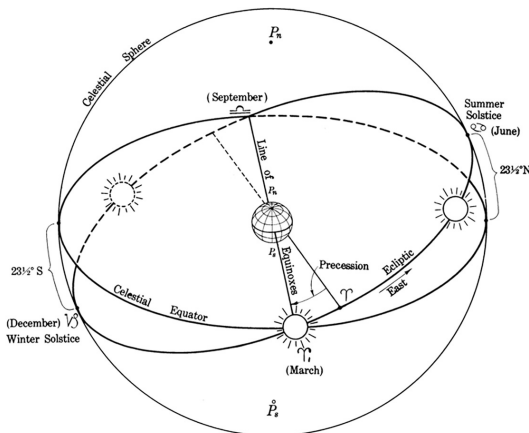 Pn
Celestial Sphere
(September)
♎
Summer
Solstice
♋ (June)
23½°N
Line of
Pn
Ps
Equinoxes
Precession
Ecliptic
East
♈
23½° S
Celestial Equator
(December) ♑
Winter Solstice
♈,
(March)
Ps